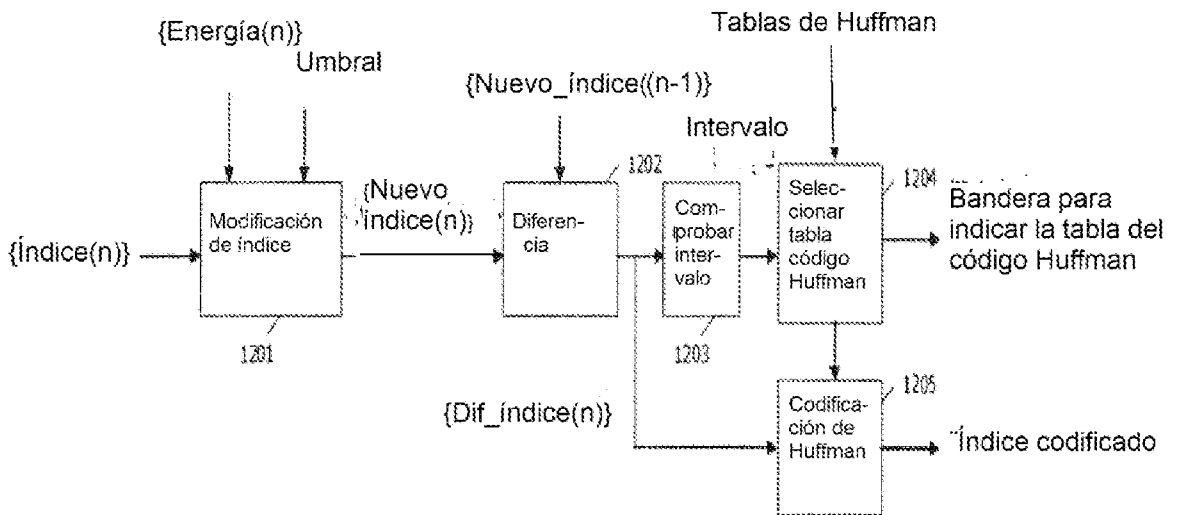 {Energía(n)}
Umbral
Tablas de Huffman
{Nuevo_índice((n-1)}
Intervalo
{Índice(n)}
Modificación
de índice
1201
{Nuevo
índice(n)}
Diferen-
cia
1202
Com-
probar
inter-
valo
1203
Selec-
cionar
tabla
código
Huffman
1204
Bandera para
indicar la tabla del
código Huffman
{Dif_índice(n)}
Codifica-
ción de
Huffman
1205
Índice codificado